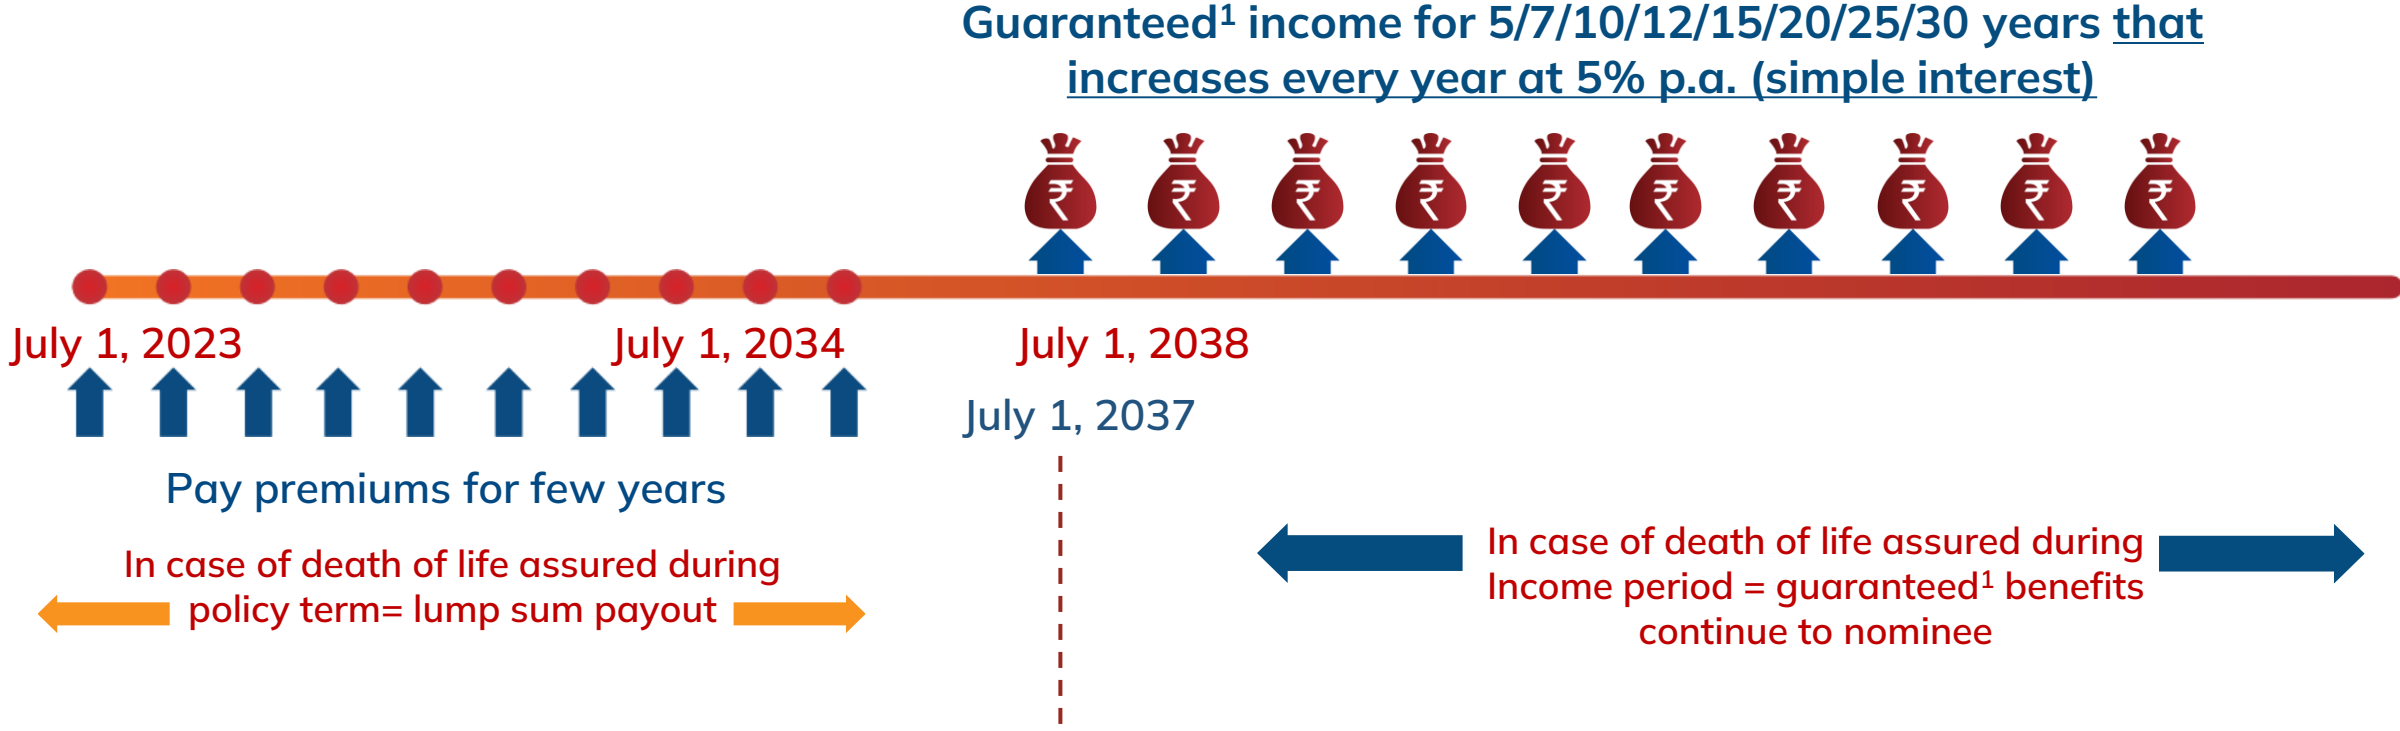 Guaranteed¹ income for 5/7/10/12/15/20/25/30 years that
increases every year at 5% p.a. (simple interest)
₹ ₹ ₹ ₹ ₹ ₹ ₹ ₹ ₹ ₹
July 1, 2023
July 1, 2034
July 1, 2038
July 1, 2037
Pay premiums for few years
In case of death of life assured during
policy term= lump sum payout
In case of death of life assured during
Income period = guaranteed¹ benefits
continue to nominee